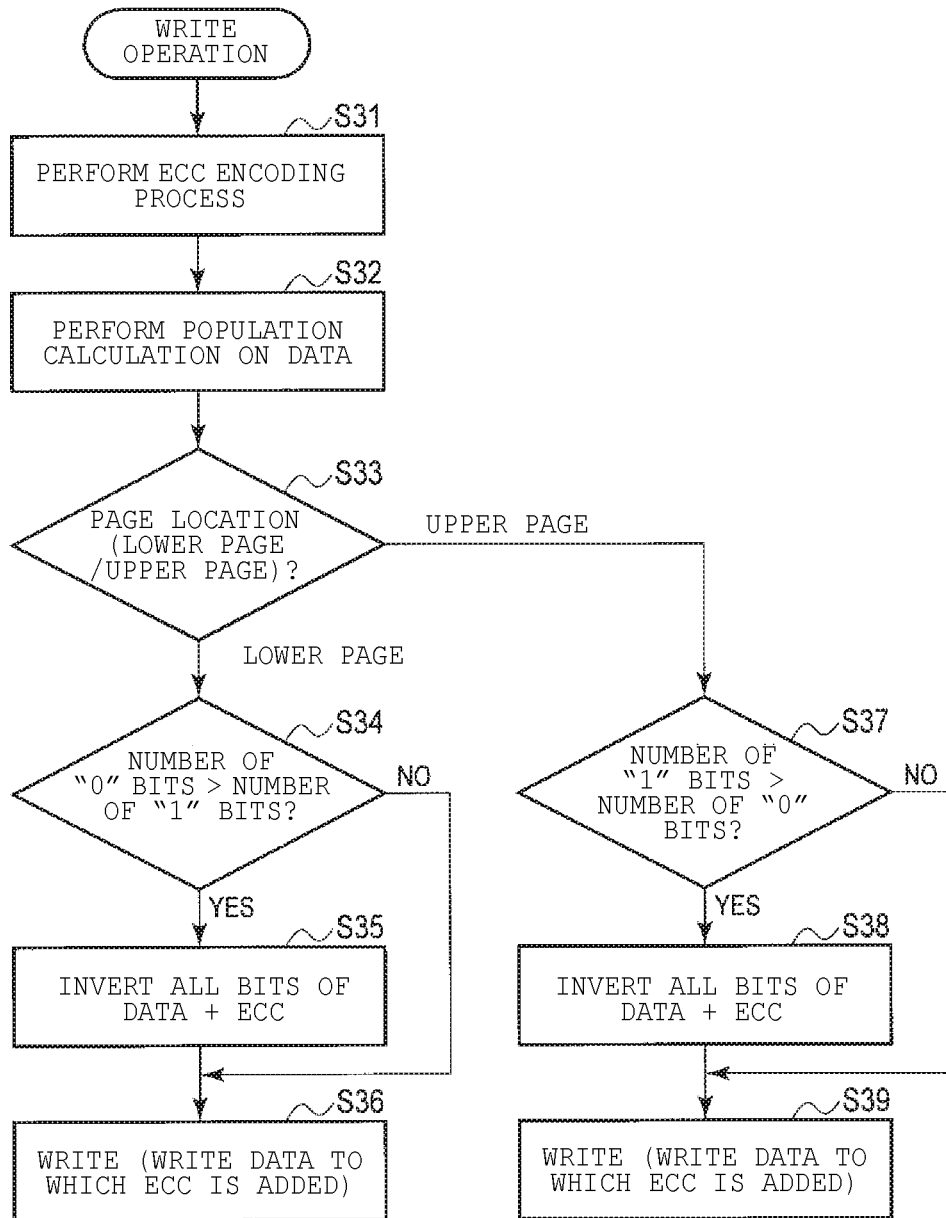 WRITE
OPERATION
S31
PERFORM ECC ENCODING
PROCESS
S32
PERFORM POPULATION
CALCULATION ON DATA
S33
PAGE LOCATION
(LOWER PAGE
/UPPER PAGE)?
UPPER PAGE
LOWER PAGE
S34
NUMBER OF
“0” BITS > NUMBER
OF “1” BITS?
NO
YES
S35
INVERT ALL BITS OF
DATA + ECC
S36
WRITE (WRITE DATA TO
WHICH ECC IS ADDED)
S37
NUMBER OF
“1” BITS >
NUMBER OF “0”
BITS?
NO
YES
S38
INVERT ALL BITS OF
DATA + ECC
S39
WRITE (WRITE DATA TO
WHICH ECC IS ADDED)